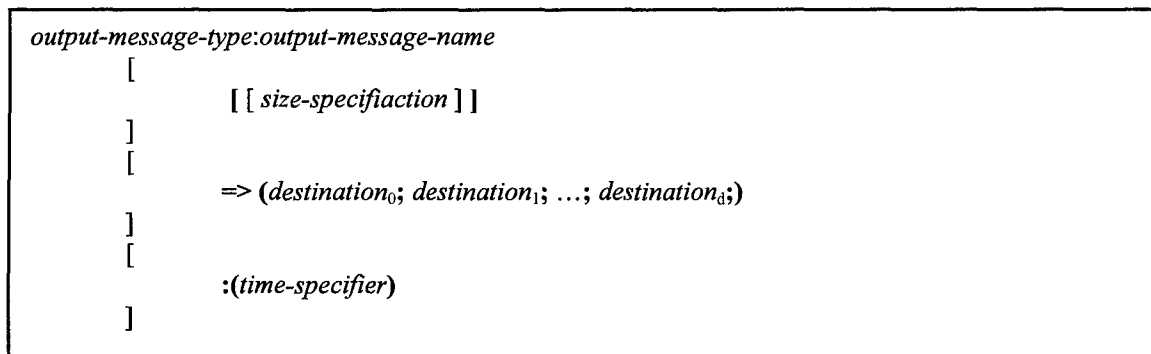 output-message-type:output-message-name
[
[ [ size-specifiaction ] ]
]
[
=> (destination0; destination1; …; destinationd;)
]
[
:(time-specifier)
]